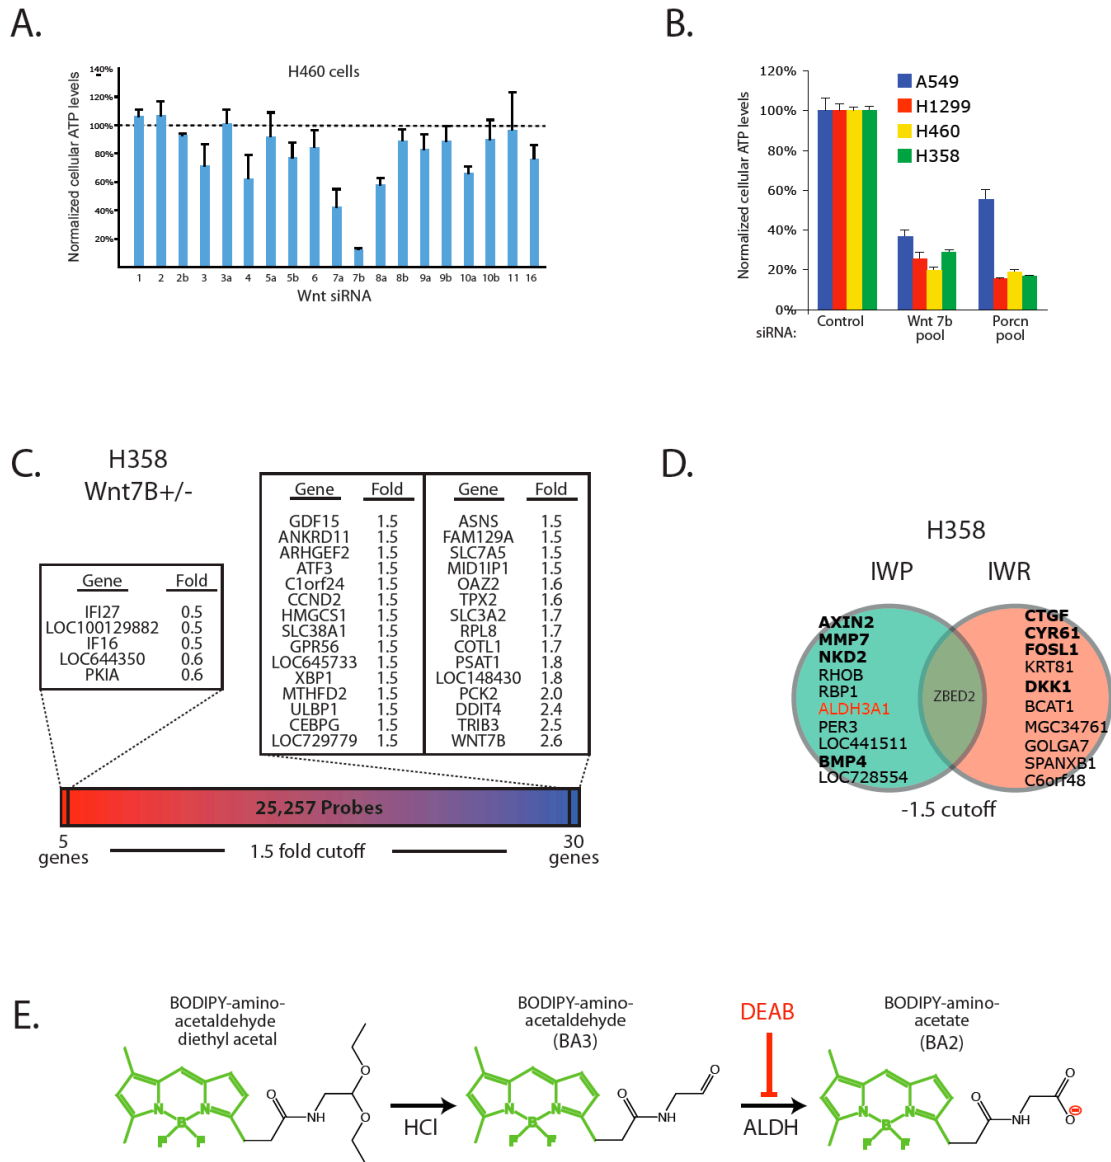 A.
H460 cells
Normalized cellular ATP levels
140%
120%
100%
80%
60%
40%
20%
1 2 2b 3 3a 4 5a 5b 6 7a 7b 8a 8b 9a 9b 10a 10b 11 16
Wnt siRNA
B.
Normalized cellular ATP levels
120%
100%
80%
60%
40%
20%
0%
A549
H1299
H460
H358
siRNA:
Control
Wnt 7b
pool
Porcn
pool
C.
H358
Wnt7B+/-
Gene Fold
IFI27 0.5
LOC100129882 0.5
IF16 0.5
LOC644350 0.6
PKIA 0.6
Gene Fold
GDF15 1.5
ANKRD11 1.5
ARHGEF2 1.5
ATF3 1.5
C1orf24 1.5
CCND2 1.5
HMGCS1 1.5
SLC38A1 1.5
GPR56 1.5
LOC645733 1.5
XBP1 1.5
MTHFD2 1.5
ULBP1 1.5
CEBPG 1.5
LOC729779 1.5
Gene Fold
ASNS 1.5
FAM129A 1.5
SLC7A5 1.5
MID1IP1 1.5
OAZ2 1.6
TPX2 1.6
SLC3A2 1.7
RPL8 1.7
COTL1 1.7
PSAT1 1.8
LOC148430 1.8
PCK2 2.0
DDIT4 2.4
TRIB3 2.5
WNT7B 2.6
25,257 Probes
5
genes
1.5 fold cutoff
30
genes
D.
H358
IWP
IWR
AXIN2
MMP7
NKD2
RHOB
RBP1
ALDH3A1
PER3
LOC441511
BMP4
LOC728554
ZBED2
CTGF
CYR61
FOSL1
KRT81
DKK1
BCAT1
MGC34761
GOLGA7
SPANXB1
C6orf48
-1.5 cutoff
E.
BODIPY-amino-
acetaldehyde
diethyl acetal
N N B F F O NH O O
HCl
BODIPY-amino-
acetaldehyde
(BA3)
N N B F F O NH O
DEAB
ALDH
BODIPY-amino-
acetate
(BA2)
N N B F F O NH O O